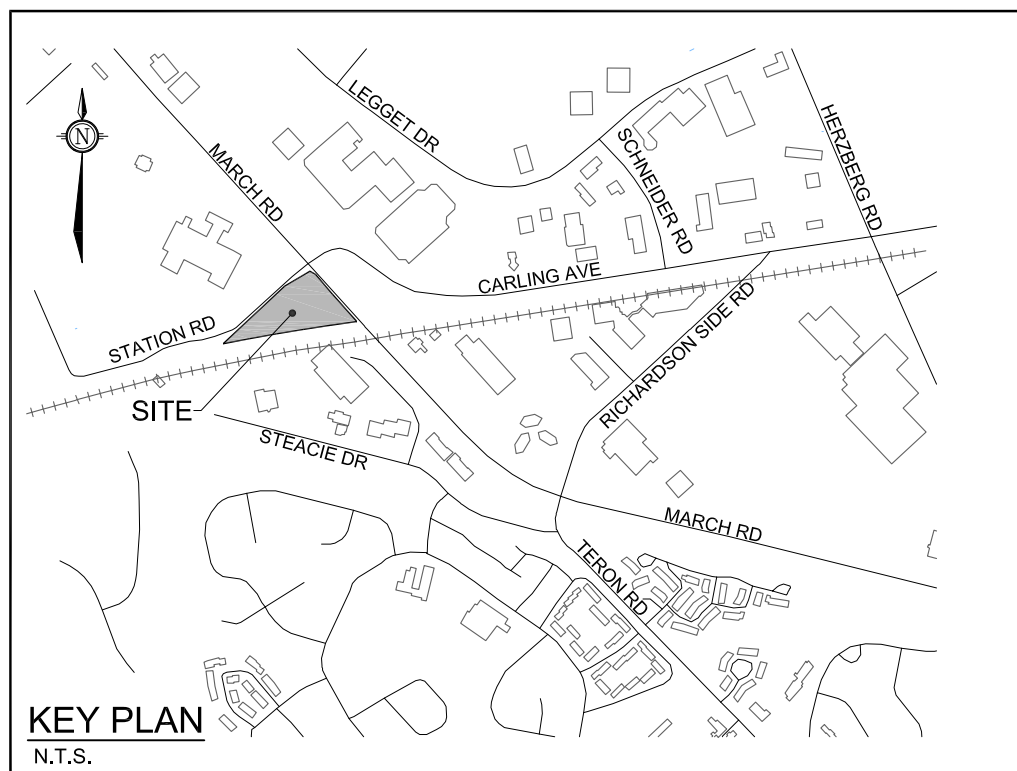 LEGGET DR
MARCH RD
SCHNEIDER RD
HERZBERG RD
N
CARLING AVE
STATION RD
SITE
RICHARDSON SIDE RD
STEACIE DR
MARCH RD
TERON RD
KEY PLAN
N.T.S.